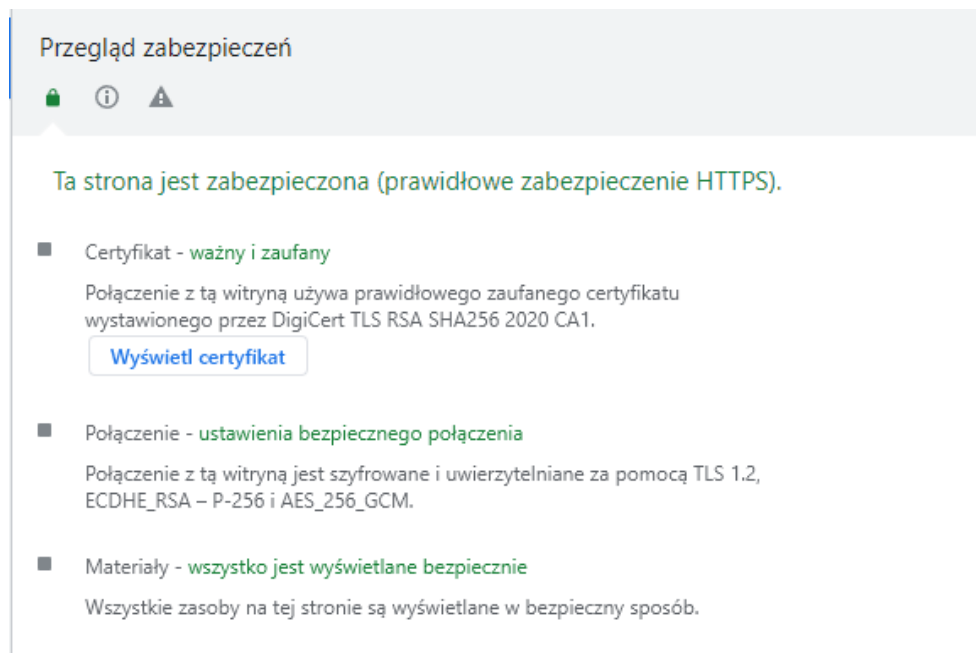 Przegląd zabezpieczeń
Ta strona jest zabezpieczona (prawidłowe zabezpieczenie HTTPS).
Certyfikat - ważny i zaufany
Połączenie z tą witryną używa prawidłowego zaufanego certyfikatu
wystawionego przez DigiCert TLS RSA SHA256 2020 CA1.
Wyświetl certyfikat
Połączenie - ustawienia bezpiecznego połączenia
Połączenie z tą witryną jest szyfrowane i uwierzytelniane za pomocą TLS 1.2,
ECDHE_RSA – P-256 i AES_256_GCM.
Materiały - wszystko jest wyświetlane bezpiecznie
Wszystkie zasoby na tej stronie są wyświetlane w bezpieczny sposób.